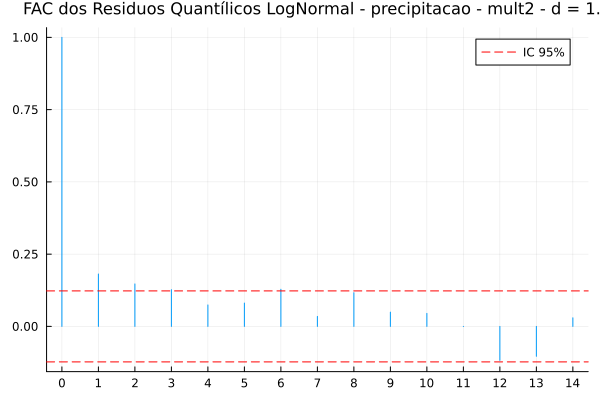 FAC dos Residuos Quantílicos LogNormal - precipitacao - mult2 - d = 1.
IC 95%
1.00
0.75
0.50
0.25
0.00
0 1 2 3 4 5 6 7 8 9 10 11 12 13 14